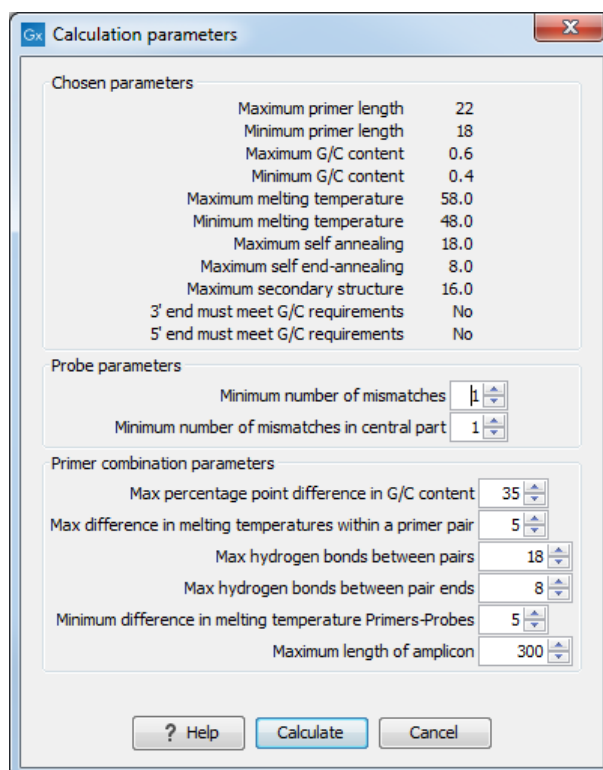 Gx Calculation parameters X
Chosen parameters
Maximum primer length 22
Minimum primer length 18
Maximum G/C content 0.6
Minimum G/C content 0.4
Maximum melting temperature 58.0
Minimum melting temperature 48.0
Maximum self annealing 18.0
Maximum self end-annealing 8.0
Maximum secondary structure 16.0
3' end must meet G/C requirements No
5' end must meet G/C requirements No
Probe parameters
Minimum number of mismatches 1
Minimum number of mismatches in central part 1
Primer combination parameters
Max percentage point difference in G/C content 35
Max difference in melting temperatures within a primer pair 5
Max hydrogen bonds between pairs 18
Max hydrogen bonds between pair ends 8
Minimum difference in melting temperature Primers-Probes 5
Maximum length of amplicon 300
? Help Calculate Cancel